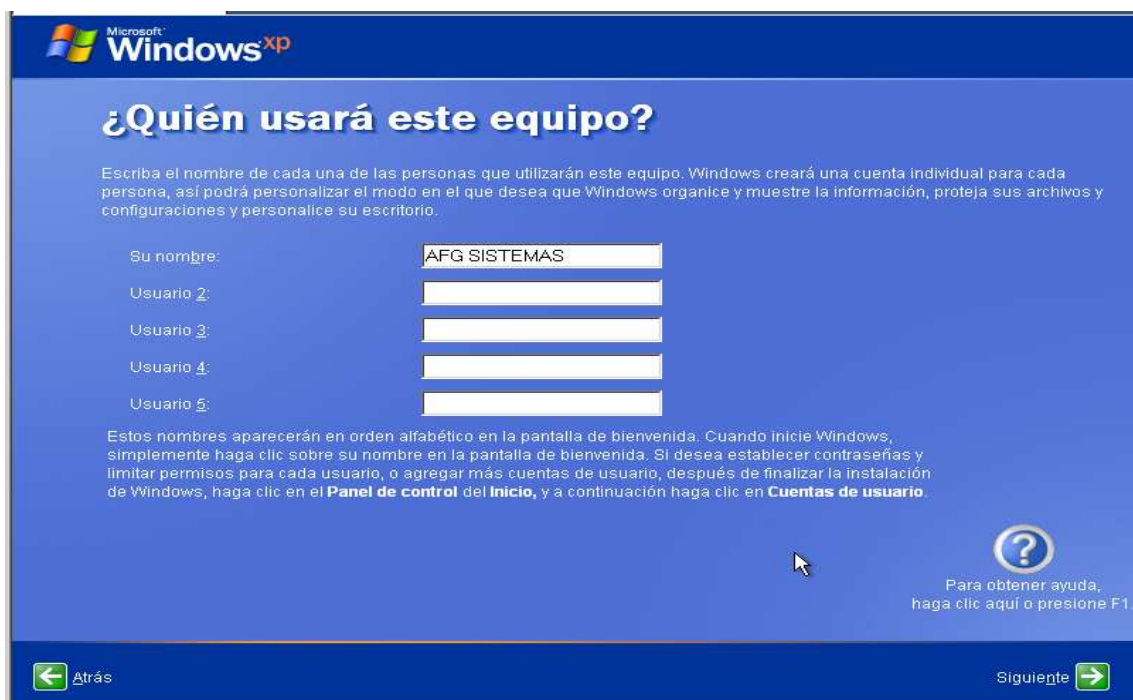 Microsoft
Windows xp
¿Quién usará este equipo?
Escriba el nombre de cada una de las personas que utilizarán este equipo. Windows creará una cuenta individual para cada
persona, así podrá personalizar el modo en el que desea que Windows organice y muestre la información, proteja sus archivos y
configuraciones y personalice su escritorio.
Su nombre: AFG SISTEMAS
Usuario 2:
Usuario 3:
Usuario 4:
Usuario 5:
Estos nombres aparecerán en orden alfabético en la pantalla de bienvenida. Cuando inicie Windows,
simplemente haga clic sobre su nombre en la pantalla de bienvenida. Si desea establecer contraseñas y
limitar permisos para cada usuario, o agregar más cuentas de usuario, después de finalizar la instalación
de Windows, haga clic en el Panel de control del Inicio, y a continuación haga clic en Cuentas de usuario.
?
Para obtener ayuda,
haga clic aquí o presione F1.
Atrás
Siguiente